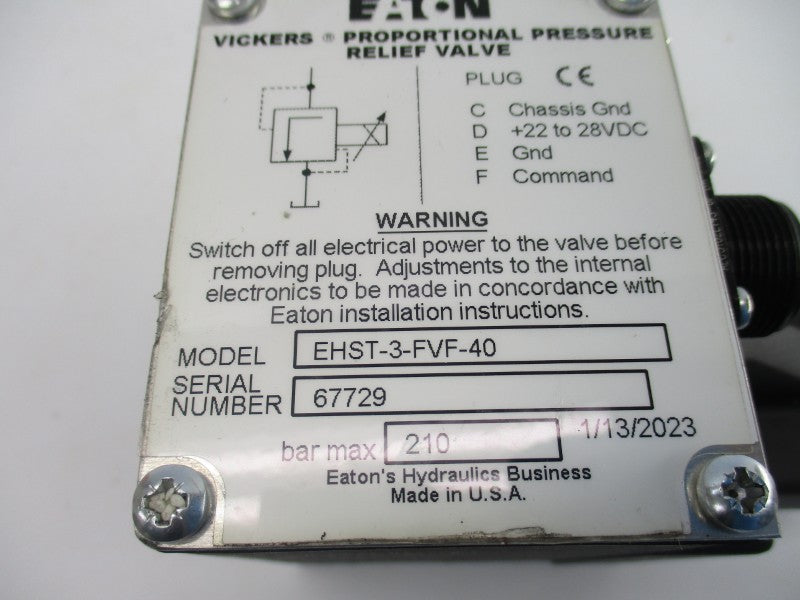 EATON
VICKERS ® PROPORTIONAL PRESSURE
RELIEF VALVE
PLUG CE
C Chassis Gnd
D +22 to 28VDC
E Gnd
F Command
WARNING
Switch off all electrical power to the valve before
removing plug. Adjustments to the internal
electronics to be made in concordance with
Eaton installation instructions.
MODEL EHST-3-FVF-40
SERIAL
NUMBER 67729
bar max 210 1/13/2023
Eaton's Hydraulics Business
Made in U.S.A.